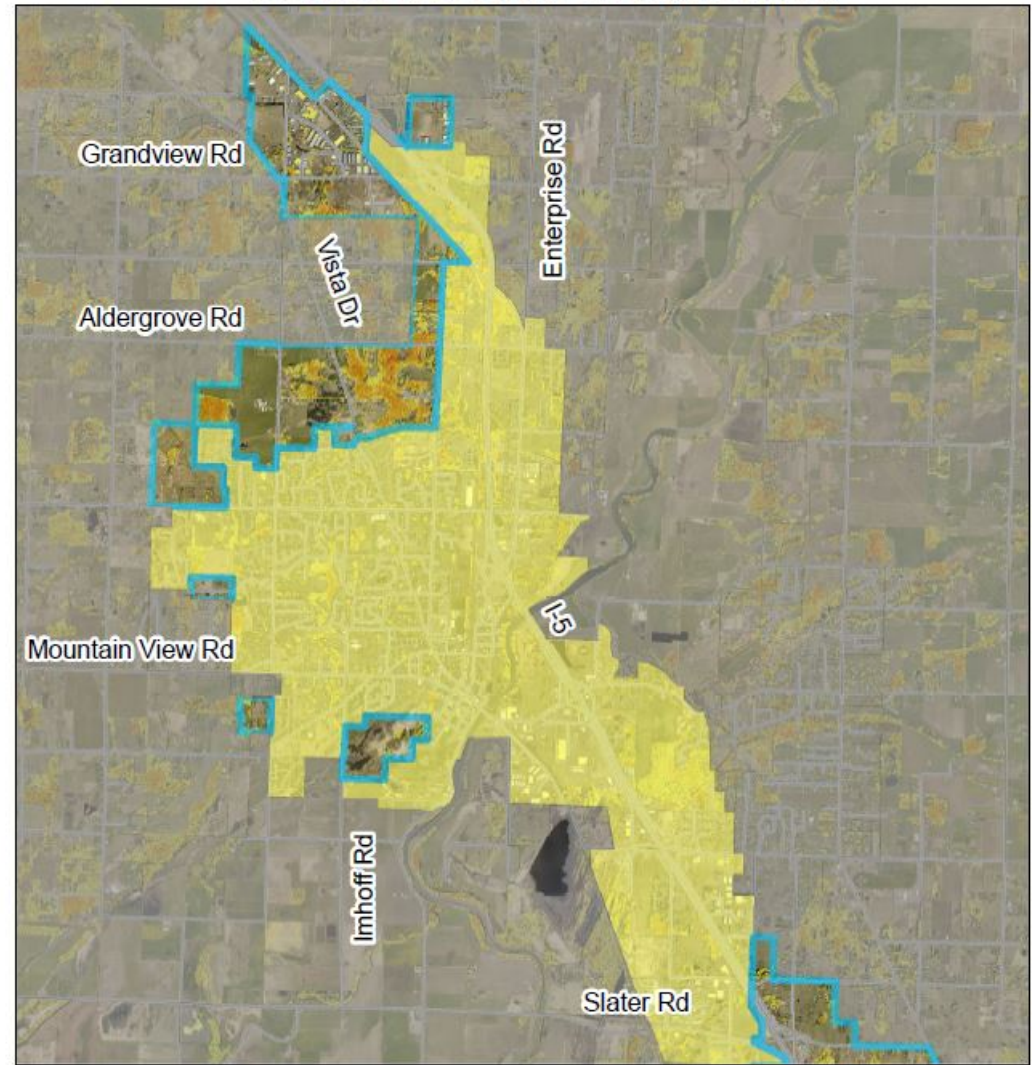 Grandview Rd
Enterprise Rd
Vista Dr
Aldergrove Rd
I-5
Mountain View Rd
Imhoff Rd
Slater Rd